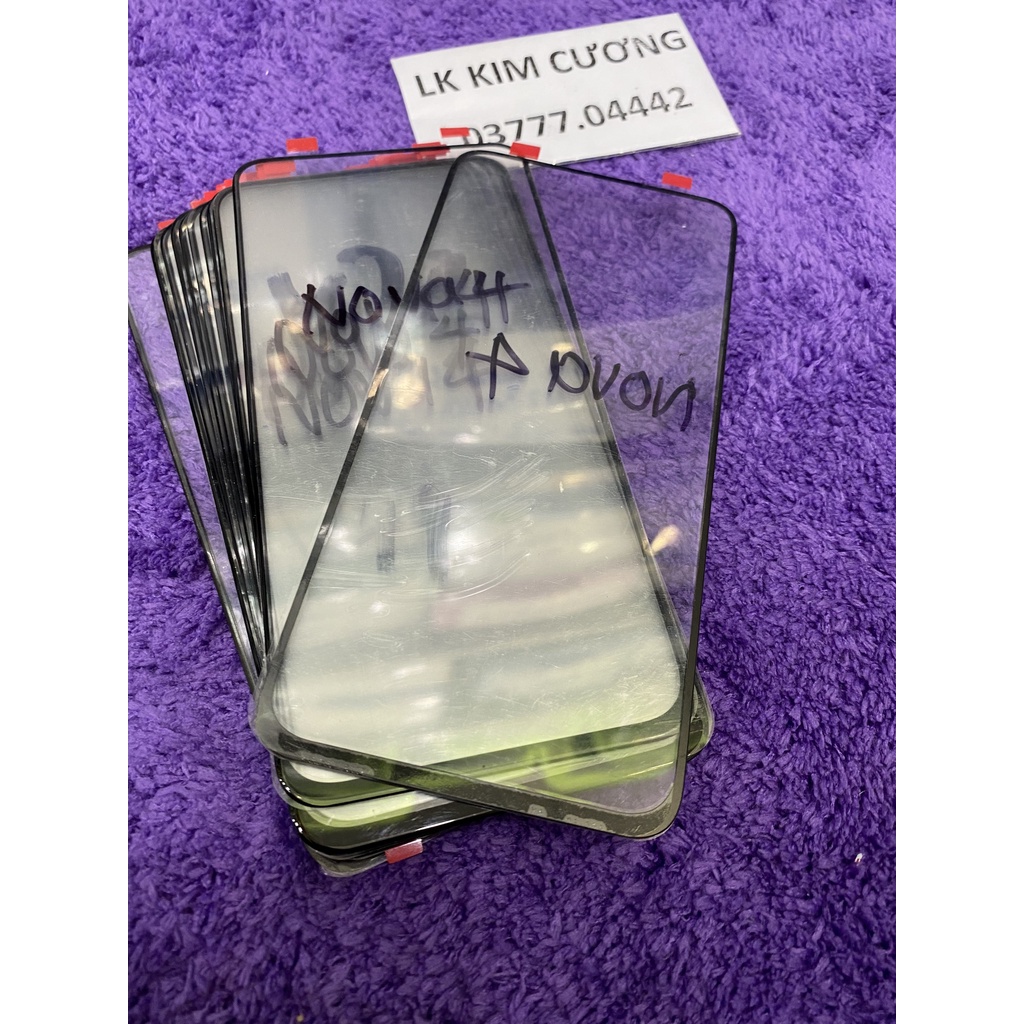 LK KIM CƯƠNG
03777.04442
Nova4
Nova 4